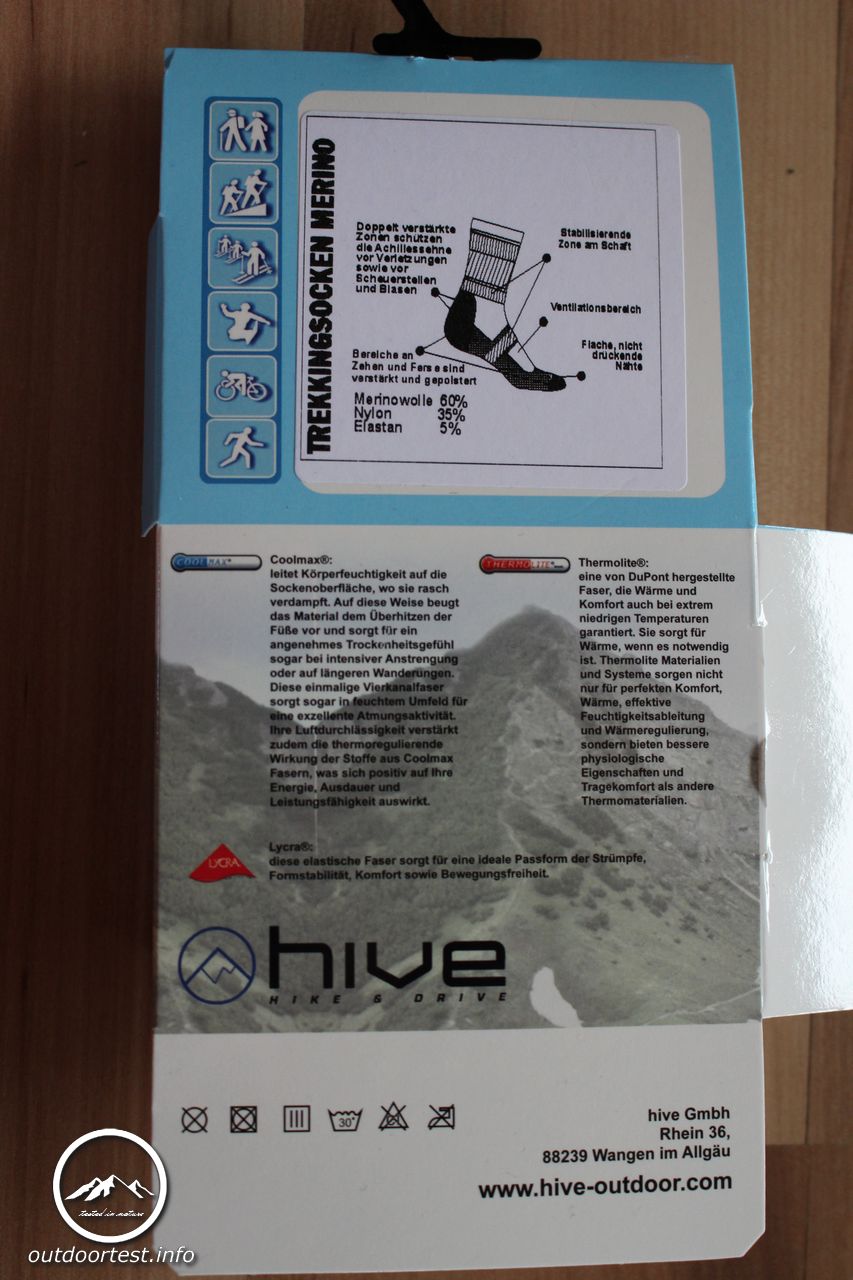 TREKKINGSOCKEN MERINO
Doppelt verstärkte
Zonen schützen
die Achillessehne
vor Verletzungen
sowie vor
Scheuerstellen
und Blasen
Stabilisierende
Zone am Schaft
Ventilationsbereich
Flache, nicht
drückende
Nähte
Bereiche an
Zehen und Ferse sind
verstärkt und gepolstert
Merinowolle 60%
Nylon 35%
Elastan 5%
COOLMAX®
Coolmax®:
leitet Körperfeuchtigkeit auf die
Sockenoberfläche, wo sie rasch
verdampft. Auf diese Weise beugt
das Material dem Überhitzen der
Füße vor und sorgt für ein
angenehmes Trockenheitsgefühl
sogar bei intensiver Anstrengung
oder auf längeren Wanderungen.
Diese einmalige Vierkanalfaser
sorgt sogar in feuchtem Umfeld für
eine exzellente Atmungsaktivität.
Ihre Luftdurchlässigkeit verstärkt
zudem die thermoregulierende
Wirkung der Stoffe aus Coolmax
Fasern, was sich positiv auf Ihre
Energie, Ausdauer und
Leistungsfähigkeit auswirkt.
THERMOLITE®
Thermolite®:
eine von DuPont hergestellte
Faser, die Wärme und
Komfort auch bei extrem
niedrigen Temperaturen
garantiert. Sie sorgt für
Wärme, wenn es notwendig
ist. Thermolite Materialien
und Systeme sorgen nicht
nur für perfekten Komfort,
Wärme, effektive
Feuchtigkeitsableitung
und Wärmeregulierung,
sondern bieten bessere
physiologische
Eigenschaften und
Tragekomfort als andere
Thermomaterialien.
LYCRA
Lycra®:
diese elastische Faser sorgt für eine ideale Passform der Strümpfe,
Formstabilität, Komfort sowie Bewegungsfreiheit.
hive
HIKE & DRIVE
30°
hive Gmbh
Rhein 36,
88239 Wangen im Allgäu
www.hive-outdoor.com
tested in nature
outdoortest.info